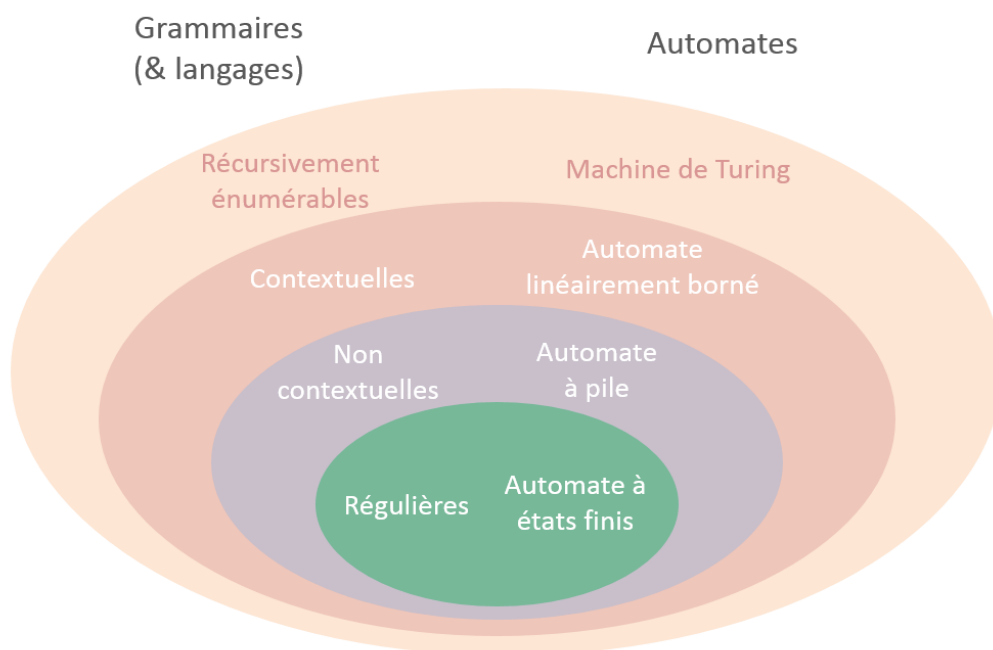 Grammaires
(& langages)
Automates
Récursivement
énumérables
Machine de Turing
Contextuelles
Automate
linéairement borné
Non
contextuelles
Automate
à pile
Régulières
Automate à
états finis